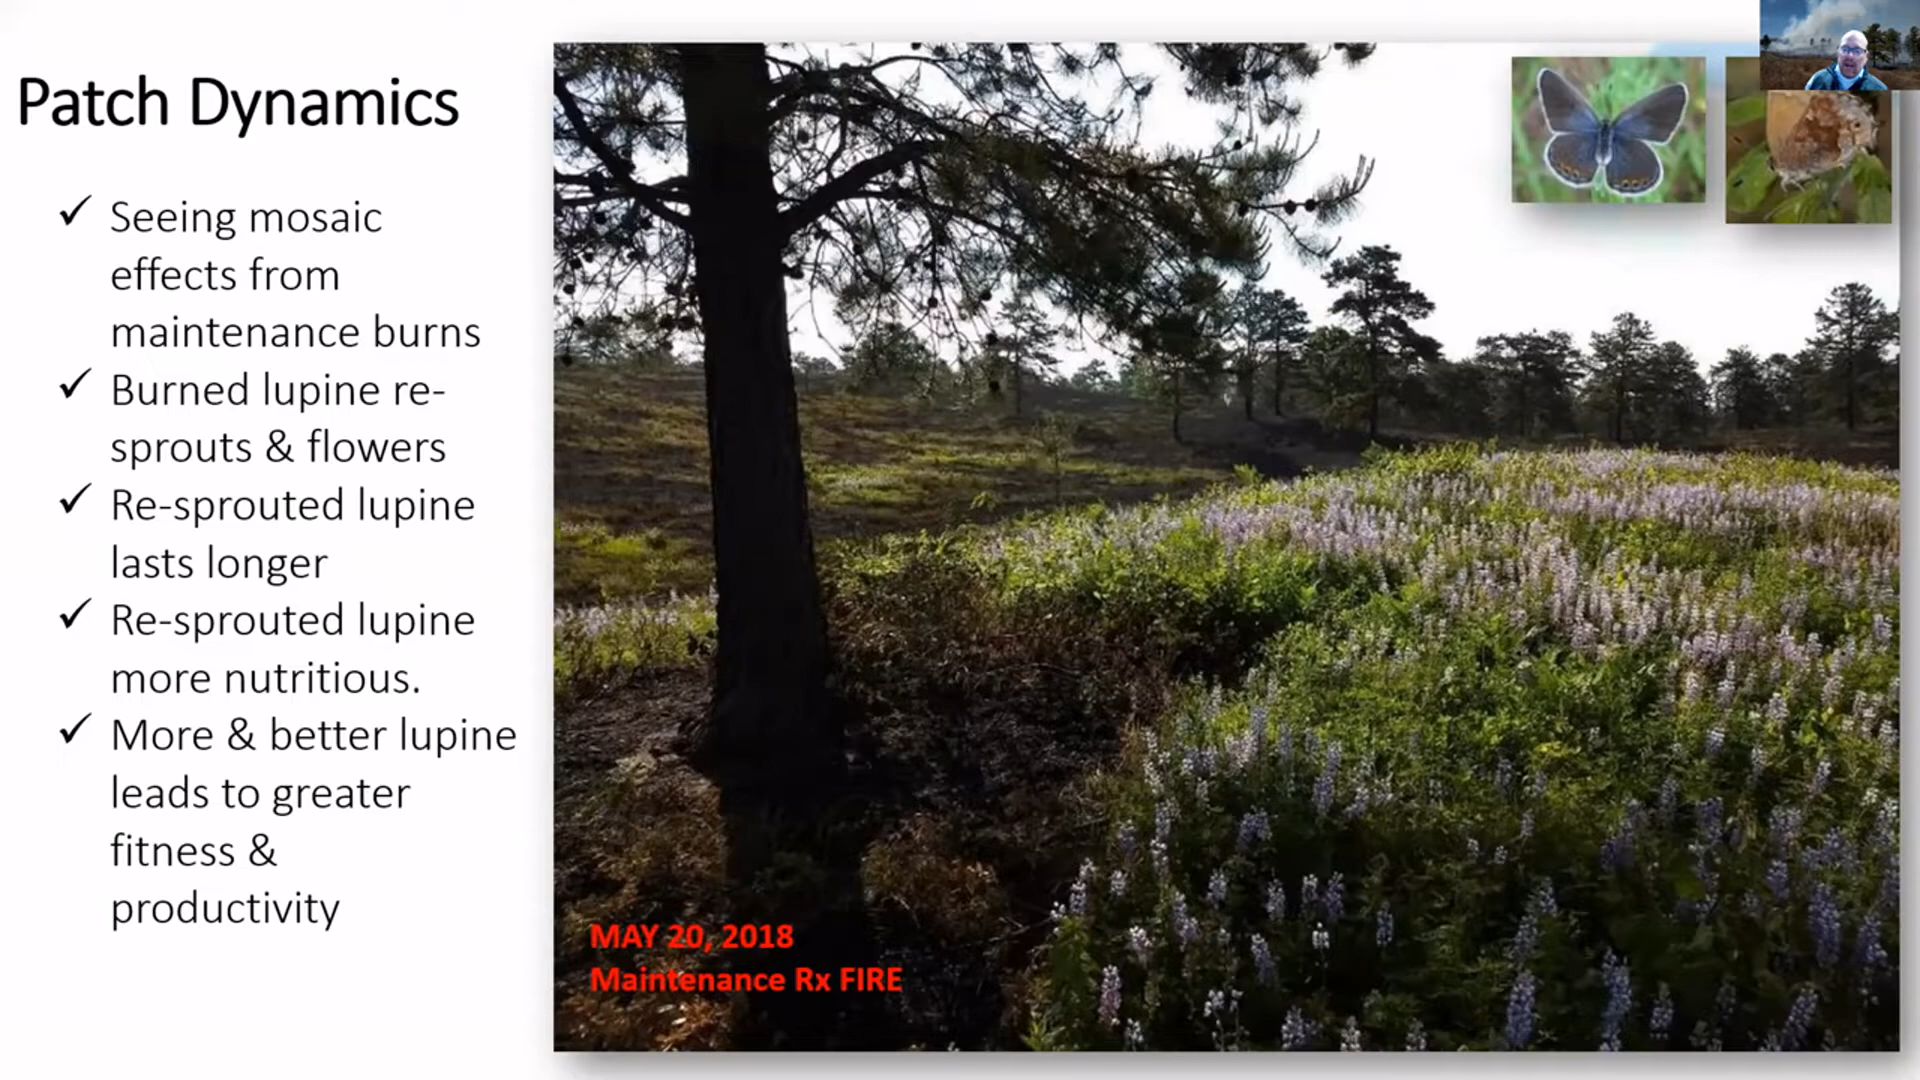 Patch Dynamics
✓ Seeing mosaic
effects from
maintenance burns
✓ Burned lupine re-
sprouts & flowers
✓ Re-sprouted lupine
lasts longer
✓ Re-sprouted lupine
more nutritious.
✓ More & better lupine
leads to greater
fitness &
productivity
MAY 20, 2018
Maintenance Rx FIRE